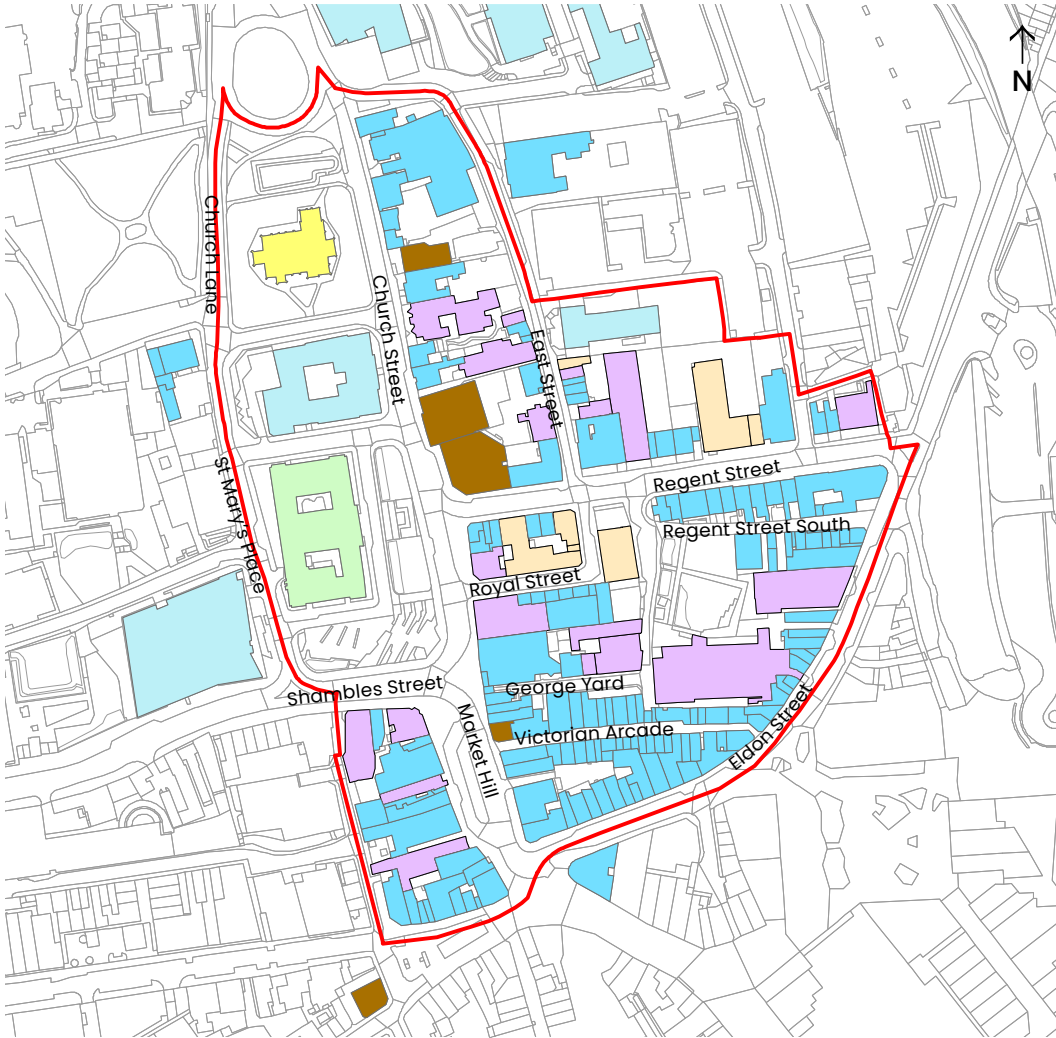 N
Church Lane
Church Street
East Street
St Mary's Place
Regent Street
Regent Street South
Royal Street
Shambles Street
George Yard
Market Hill
Victorian Arcade
Eldon Street